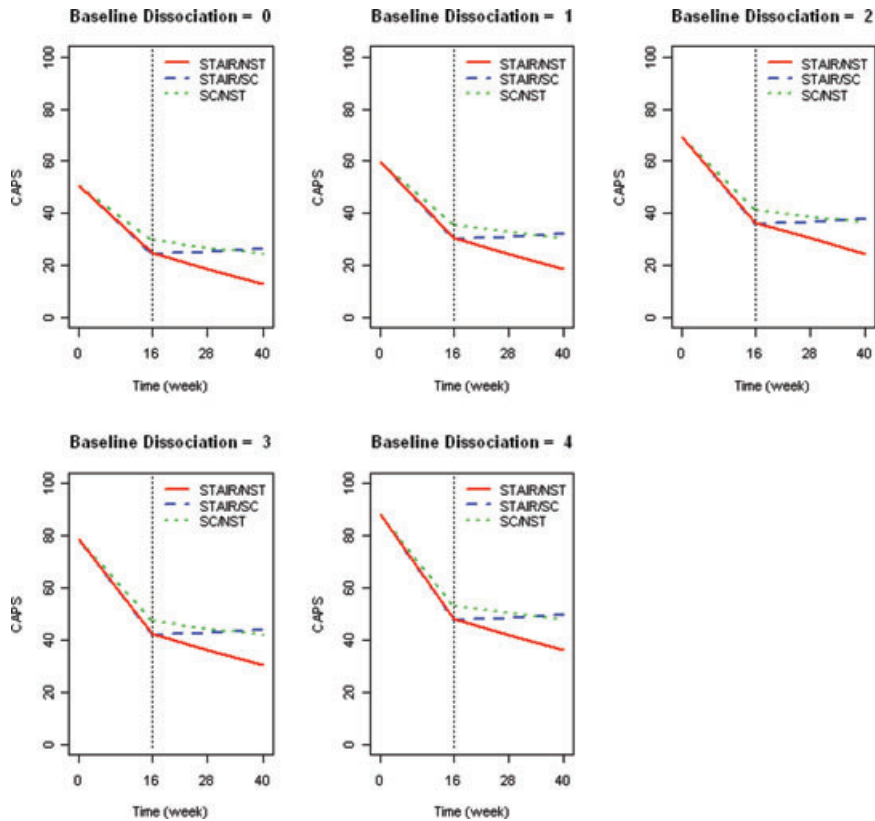 Baseline Dissociation = 0
CAPS
100
80
60
40
20
0
STAIR/NST
STAIR/SC
SC/NST
0 16 28 40
Time (week)
Baseline Dissociation = 1
CAPS
100
80
60
40
20
0
STAIR/NST
STAIR/SC
SC/NST
0 16 28 40
Time (week)
Baseline Dissociation = 2
CAPS
100
80
60
40
20
0
STAIR/NST
STAIR/SC
SC/NST
0 16 28 40
Time (week)
Baseline Dissociation = 3
CAPS
100
80
60
40
20
0
STAIR/NST
STAIR/SC
SC/NST
0 16 28 40
Time (week)
Baseline Dissociation = 4
CAPS
100
80
60
40
20
0
STAIR/NST
STAIR/SC
SC/NST
0 16 28 40
Time (week)